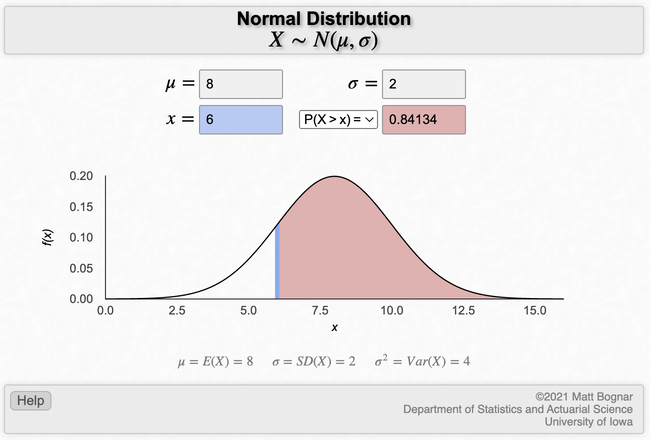 Normal Distribution
X ~ N(μ, σ)
μ = 8 σ = 2
x = 6 P(X > x) = 0.84134
0.20
0.15
0.10
0.05
0.00
f(x)
0.0 2.5 5.0 7.5 10.0 12.5 15.0
x
μ = E(X) = 8 σ = SD(X) = 2 σ² = Var(X) = 4
Help
©2021 Matt Bognar
Department of Statistics and Actuarial Science
University of Iowa